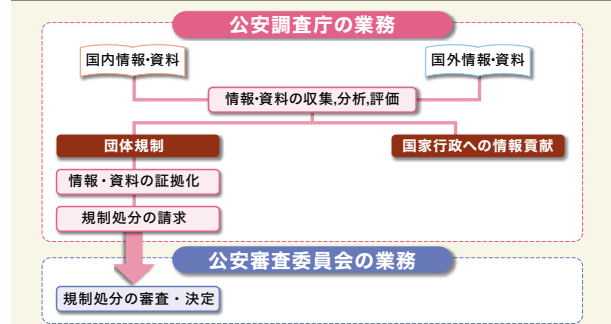 公安調査庁の業務
国内情報・資料
国外情報・資料
情報・資料の収集,分析,評価
団体規制
国家行政への情報貢献
情報・資料の証拠化
規制処分の請求
公安審査委員会の業務
規制処分の審査・決定